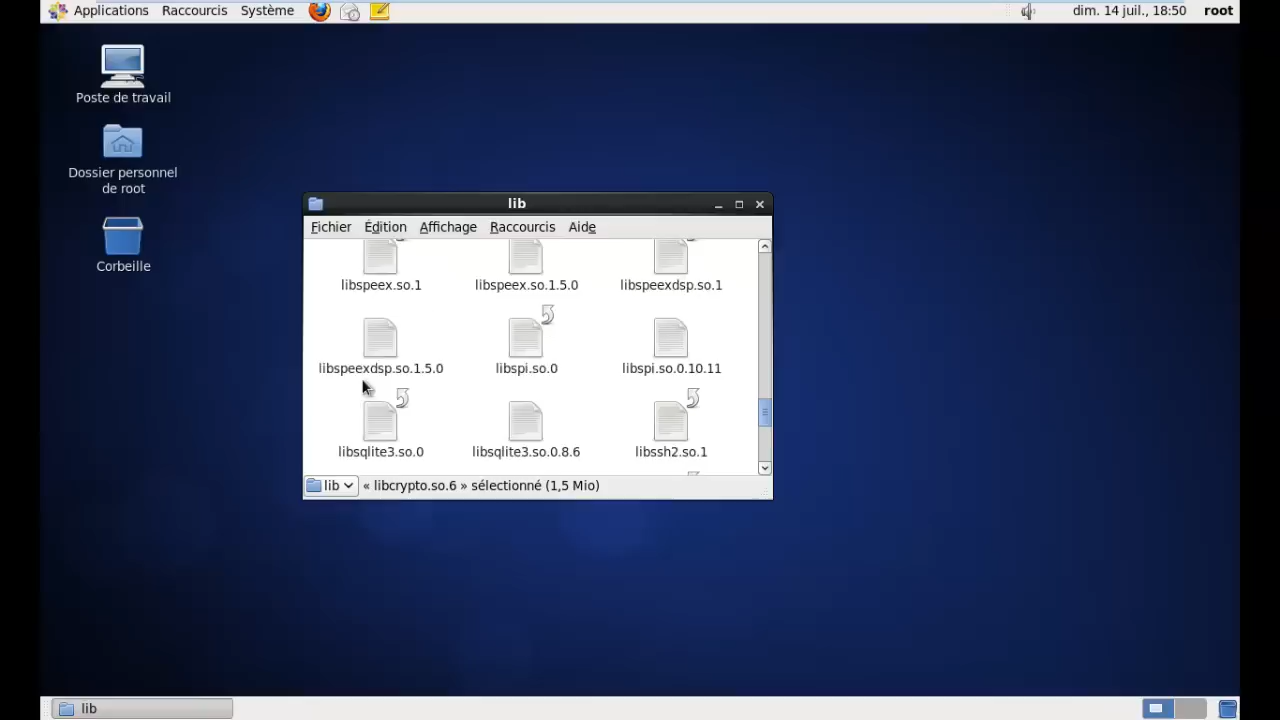 Applications Raccourcis Système dim. 14 juil., 18:50 root
Poste de travail
Dossier personnel
de root
Corbeille
lib
Fichier Édition Affichage Raccourcis Aide
libspeex.so.1 libspeex.so.1.5.0 libspeexdsp.so.1
libspeexdsp.so.1.5.0 libspi.so.0 libspi.so.0.10.11
libsqlite3.so.0 libsqlite3.so.0.8.6 libssh2.so.1
lib « libcrypto.so.6 » sélectionné (1,5 Mio)
lib